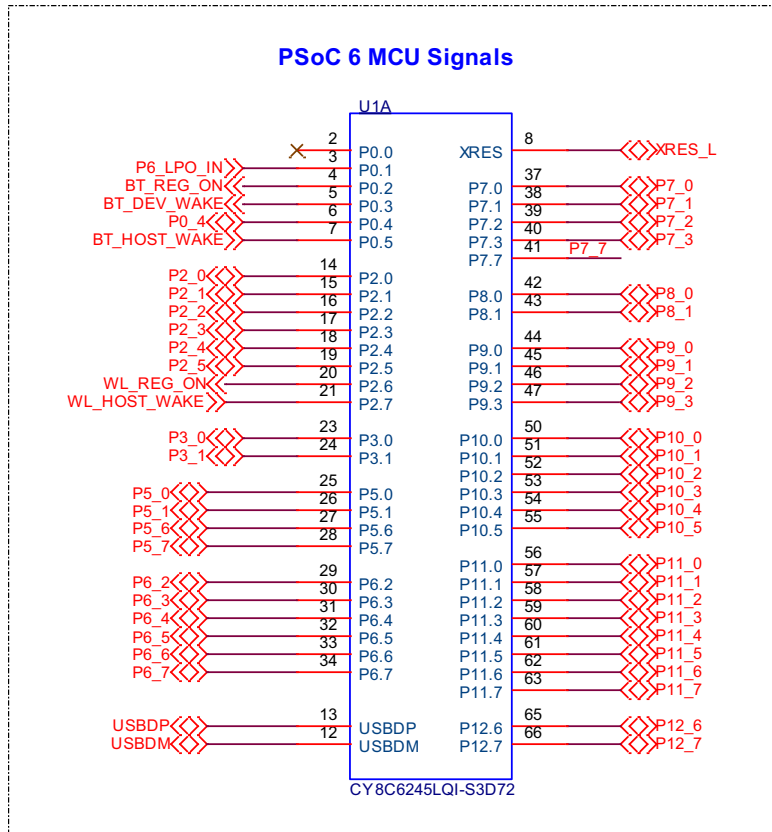 PSoC 6 MCU Signals
U1A
2 P0.0 XRES 8 XRES_L
P6_LPO_IN 3 P0.1
BT_REG_ON 4 P0.2 P7.0 37 P7_0
BT_DEV_WAKE 5 P0.3 P7.1 38 P7_1
P0_4 6 P0.4 P7.2 39 P7_2
BT_HOST_WAKE 7 P0.5 P7.3 40 P7_3
P7.7 41 P7_7
P2_0 14 P2.0 P8.0 42 P8_0
P2_1 15 P2.1 P8.1 43 P8_1
P2_2 16 P2.2
P2_3 17 P2.3
P2_4 18 P2.4 P9.0 44 P9_0
P2_5 19 P2.5 P9.1 45 P9_1
WL_REG_ON 20 P2.6 P9.2 46 P9_2
WL_HOST_WAKE 21 P2.7 P9.3 47 P9_3
P3_0 23 P3.0 P10.0 50 P10_0
P3_1 24 P3.1 P10.1 51 P10_1
P10.2 52 P10_2
P5_0 25 P5.0 P10.3 53 P10_3
P5_1 26 P5.1 P10.4 54 P10_4
P5_6 27 P5.6 P10.5 55 P10_5
P5_7 28 P5.7
P11.0 56 P11_0
P6_2 29 P6.2 P11.1 57 P11_1
P6_3 30 P6.3 P11.2 58 P11_2
P6_4 31 P6.4 P11.3 59 P11_3
P6_5 32 P6.5 P11.4 60 P11_4
P6_6 33 P6.6 P11.5 61 P11_5
P6_7 34 P6.7 P11.6 62 P11_6
P11.7 63 P11_7
USBDP 13 USBDP P12.6 65 P12_6
USBDM 12 USBDM P12.7 66 P12_7
CY8C6245LQI-S3D72